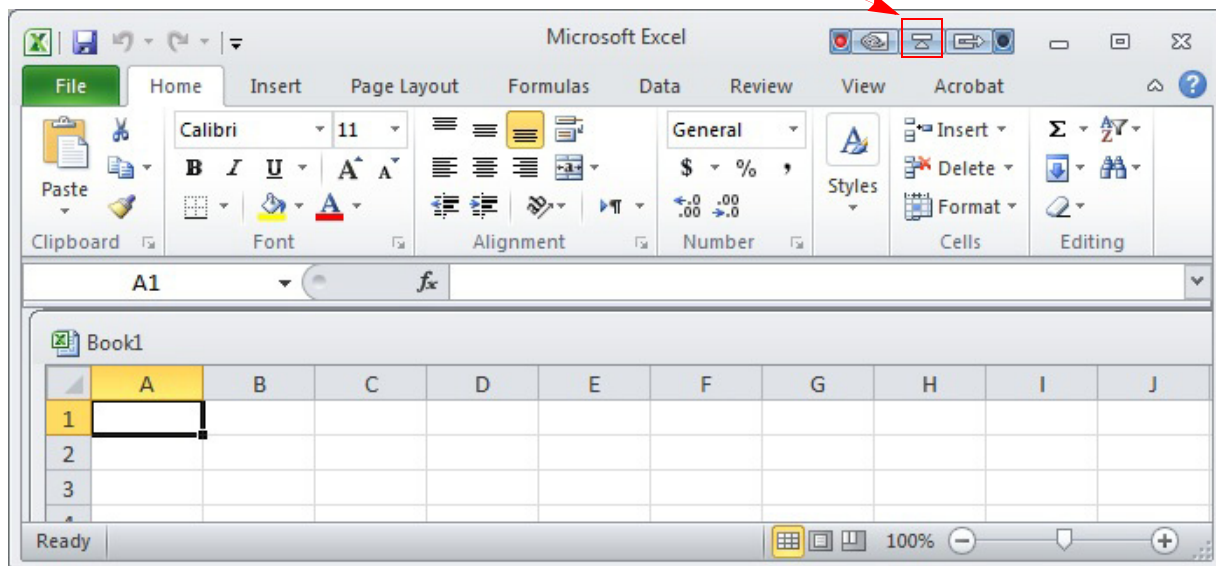 Microsoft Excel
File Home Insert Page Layout Formulas Data Review View Acrobat
Calibri 11 General Insert Σ
B I U A A $ % , Delete
Paste Styles
A Format
Clipboard Font Alignment Number Cells Editing
A1 fx
Book1
A B C D E F G H I J
1
2
3
Ready 100%